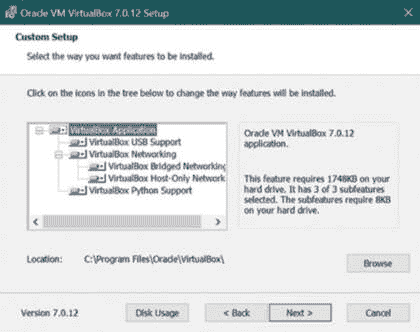 Oracle VM VirtualBox 7.0.12 Setup
Custom Setup
Select the way you want features to be installed.
Click on the icons in the tree below to change the way features will be installed.
VirtualBox Application
VirtualBox USB Support
VirtualBox Networking
VirtualBox Bridged Networking
VirtualBox Host-Only Network
VirtualBox Python Support
Oracle VM VirtualBox 7.0.12
application.
This feature requires 1748KB on your
hard drive. It has 3 of 3 subfeatures
selected. The subfeatures require 8KB
on your hard drive.
Location: C:\Program Files\Oracle\VirtualBox\
Browse
Version 7.0.12 Disk Usage < Back Next > Cancel